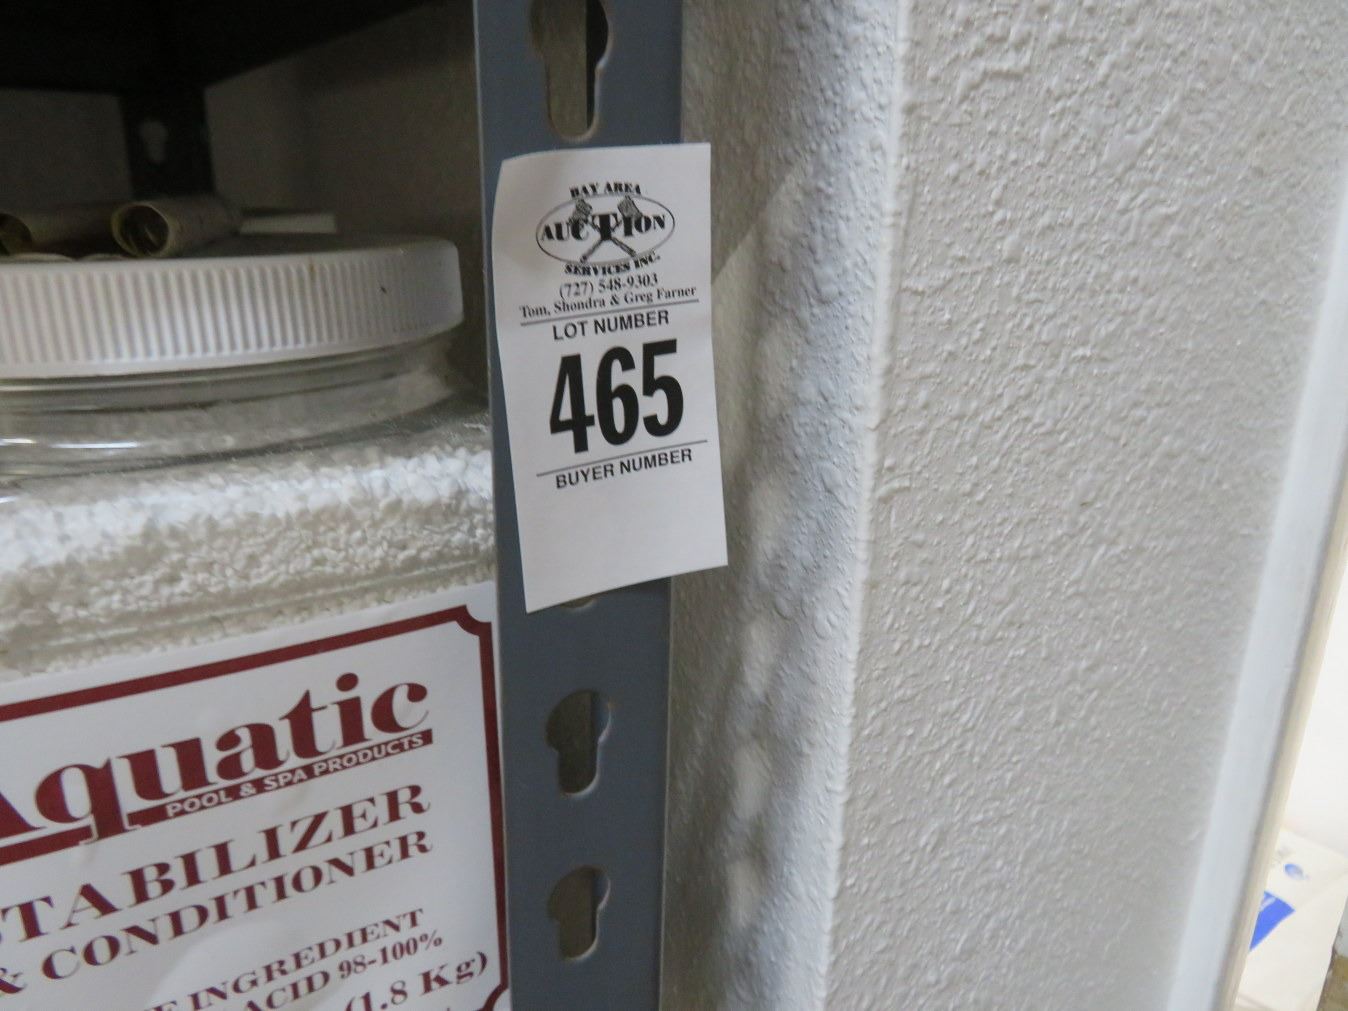 BAY AREA
AUCTION
SERVICES INC.
(727) 548-9303
Tom, Shondra & Greg Farner
LOT NUMBER
465
BUYER NUMBER
Aquatic
POOL & SPA PRODUCTS
STABILIZER
& CONDITIONER
INGREDIENT
ACID 98-100%
(1.8 Kg)